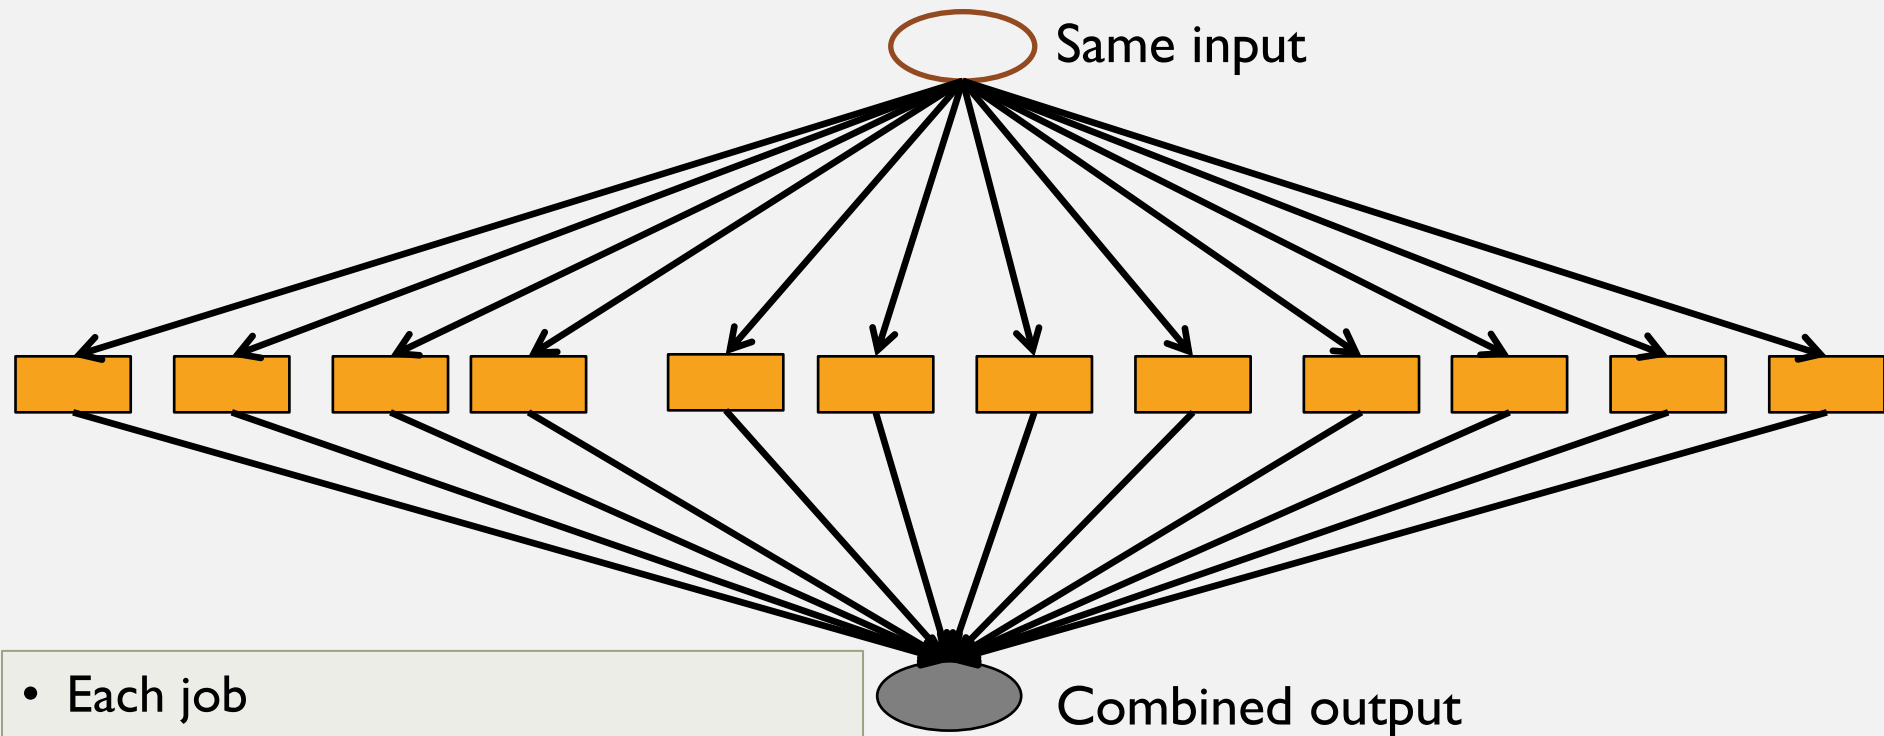 Same input
• Each job
Combined output